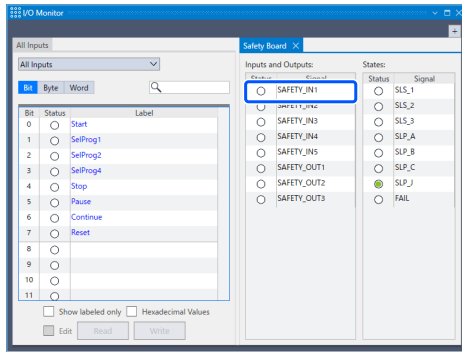 I/O Monitor
All Inputs
All Inputs
Bit Byte Word
Bit Status Label
0 Start
1 SelProg1
2 SelProg2
3 SelProg4
4 Stop
5 Pause
6 Continue
7 Reset
8
9
10
11
Show labeled only Hexadecimal Values
Edit Read Write
Safety Board
Inputs and Outputs:
Status Signal
SAFETY_IN1
SAFETY_IN2
SAFETY_IN3
SAFETY_IN4
SAFETY_IN5
SAFETY_OUT1
SAFETY_OUT2
SAFETY_OUT3
States:
Status Signal
SLS_1
SLS_2
SLS_3
SLP_A
SLP_B
SLP_C
SLP_J
FAIL